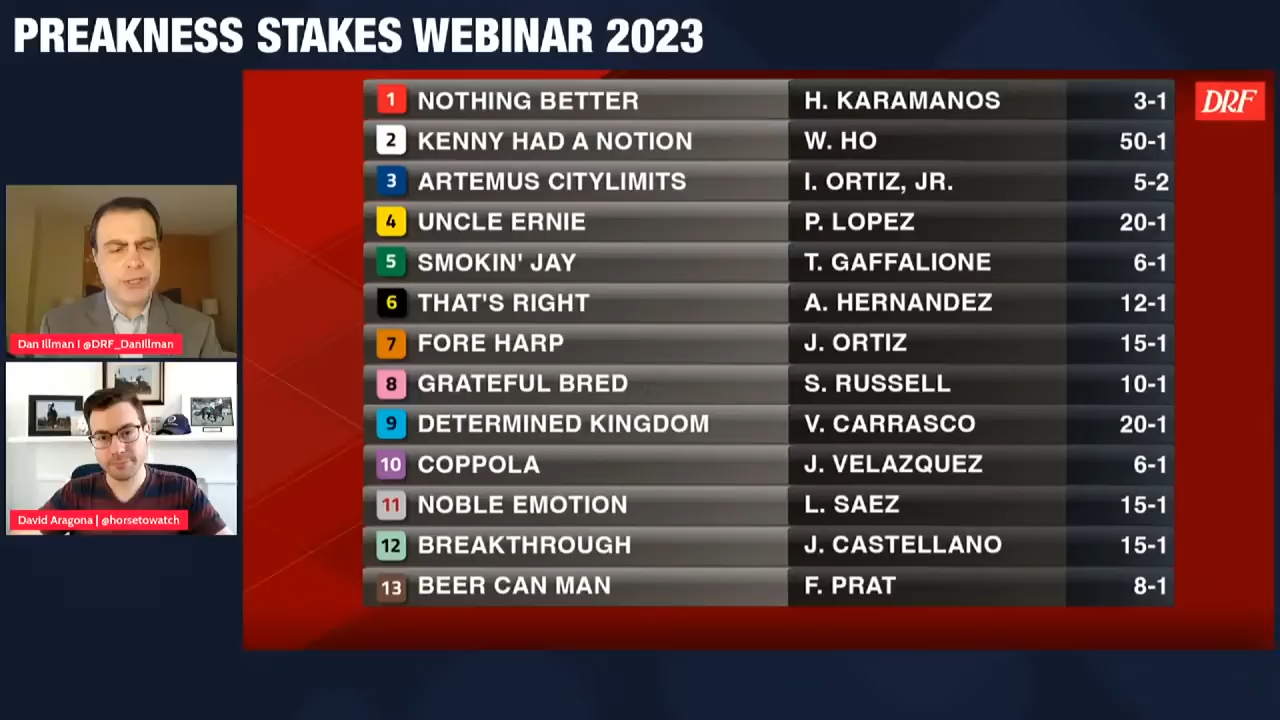 PREAKNESS STAKES WEBINAR 2023
1 NOTHING BETTER H. KARAMANOS 3-1
2 KENNY HAD A NOTION W. HO 50-1
3 ARTEMUS CITYLIMITS I. ORTIZ, JR. 5-2
4 UNCLE ERNIE P. LOPEZ 20-1
5 SMOKIN' JAY T. GAFFALIONE 6-1
6 THAT'S RIGHT A. HERNANDEZ 12-1
7 FORE HARP J. ORTIZ 15-1
8 GRATEFUL BRED S. RUSSELL 10-1
9 DETERMINED KINGDOM V. CARRASCO 20-1
10 COPPOLA J. VELAZQUEZ 6-1
11 NOBLE EMOTION L. SAEZ 15-1
12 BREAKTHROUGH J. CASTELLANO 15-1
13 BEER CAN MAN F. PRAT 8-1
DRF
Dan Illman I @DRF_DanIllman
David Aragona | @horsetowatch